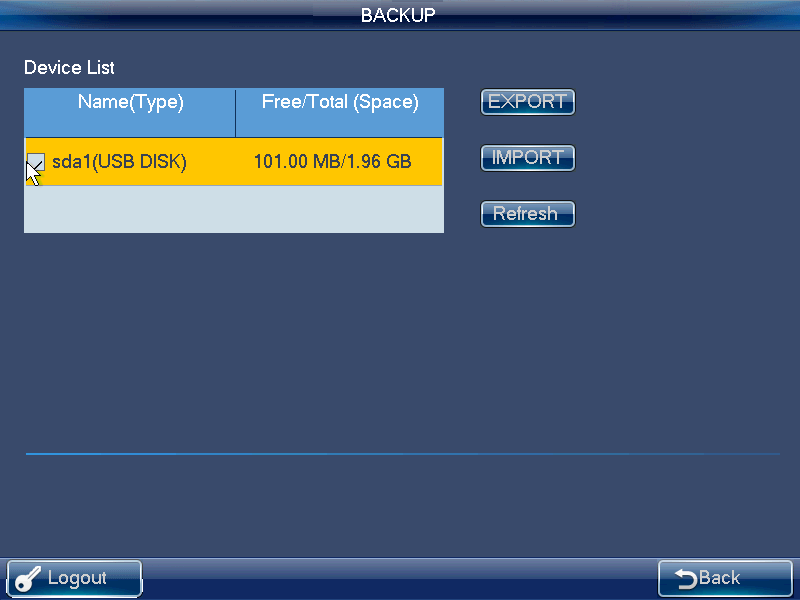 BACKUP
Device List
Name(Type) Free/Total (Space)
sda1(USB DISK) 101.00 MB/1.96 GB
EXPORT
IMPORT
Refresh
Logout
Back